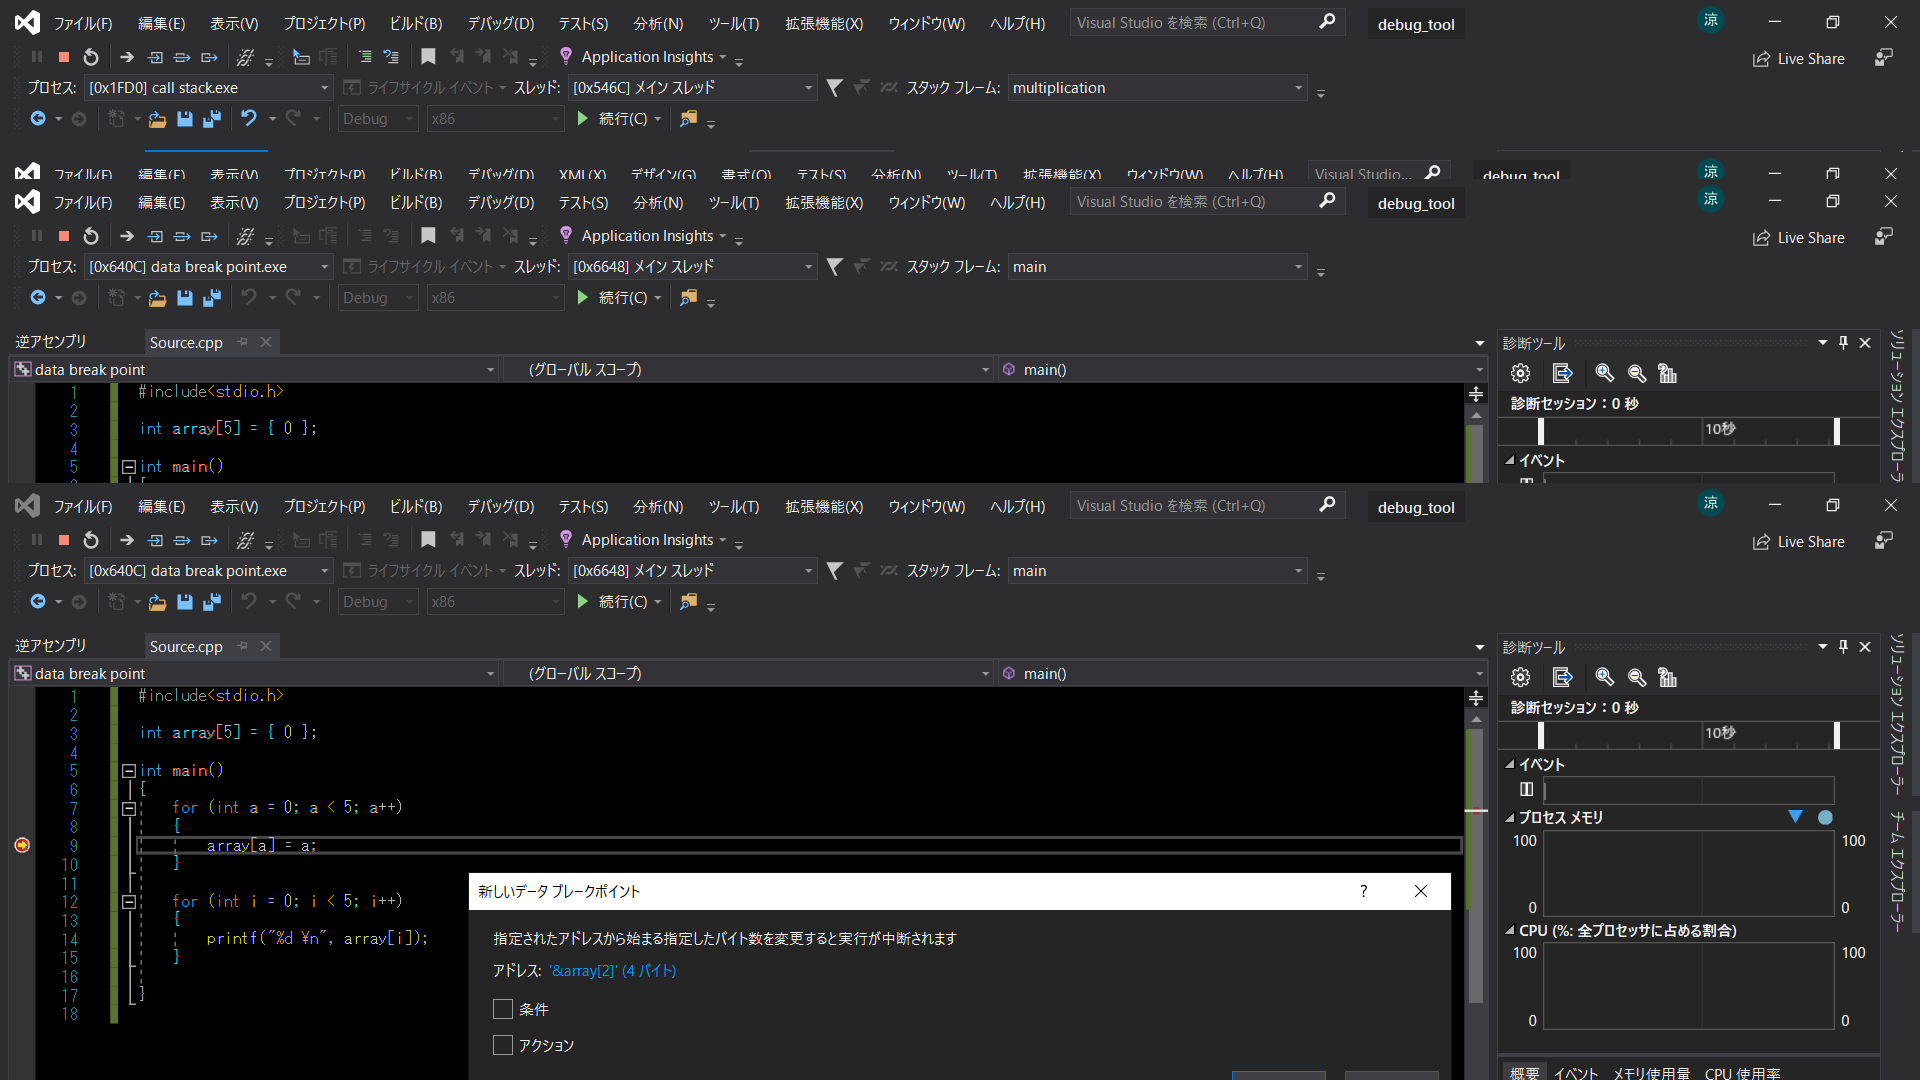 ファイル(F) 編集(E) 表示(V) プロジェクト(P) ビルド(B) デバッグ(D) テスト(S) 分析(N) ツール(T) 拡張機能(X) ウィンドウ(W) ヘルプ(H) Visual Studio を検索 (Ctrl+Q) debug_tool 涼
Application Insights Live Share
プロセス: [0x1FD0] call stack.exe ライフサイクル イベント スレッド: [0x546C] メイン スレッド スタック フレーム: multiplication
Debug x86 続行(C)
ファイル(F) 編集(E) 表示(V) プロジェクト(P) ビルド(B) デバッグ(D) XML(X) デザイン(G) 書式(O) テスト(S) 分析(N) ツール(T) 拡張機能(X) ウィンドウ(W) ヘルプ(H) Visual Studio... debug_tool 涼
ファイル(F) 編集(E) 表示(V) プロジェクト(P) ビルド(B) デバッグ(D) テスト(S) 分析(N) ツール(T) 拡張機能(X) ウィンドウ(W) ヘルプ(H) Visual Studio を検索 (Ctrl+Q) debug_tool 涼
Application Insights Live Share
プロセス: [0x640C] data break point.exe ライフサイクル イベント スレッド: [0x6648] メイン スレッド スタック フレーム: main
Debug x86 続行(C)
逆アセンブリ Source.cpp 診断ツール
data break point (グローバル スコープ) main()
1 #include<stdio.h>
2
3 int array[5] = { 0 };
4
5 int main()
診断セッション：0 秒
10秒
イベント
ソリューション エクスプローラー
ファイル(F) 編集(E) 表示(V) プロジェクト(P) ビルド(B) デバッグ(D) テスト(S) 分析(N) ツール(T) 拡張機能(X) ウィンドウ(W) ヘルプ(H) Visual Studio を検索 (Ctrl+Q) debug_tool 涼
Application Insights Live Share
プロセス: [0x640C] data break point.exe ライフサイクル イベント スレッド: [0x6648] メイン スレッド スタック フレーム: main
Debug x86 続行(C)
逆アセンブリ Source.cpp 診断ツール
data break point (グローバル スコープ) main()
1 #include<stdio.h>
2
3 int array[5] = { 0 };
4
5 int main()
6 {
7 for (int a = 0; a < 5; a++)
8 {
9 array[a] = a;
10 }
11
12 for (int i = 0; i < 5; i++)
13 {
14 printf("%d ¥n", array[i]);
15 }
16
17 }
18
新しいデータ ブレークポイント ?
指定されたアドレスから始まる指定したバイト数を変更すると実行が中断されます
アドレス: '&array[2]' (4 バイト)
条件
アクション
診断セッション：0 秒
10秒
イベント
プロセス メモリ
100 100
0 0
CPU (%: 全プロセッサに占める割合)
100 100
0 0
概要 イベント メモリ使用量 CPU 使用率
ソリューション エクスプローラー
チーム エクスプローラー